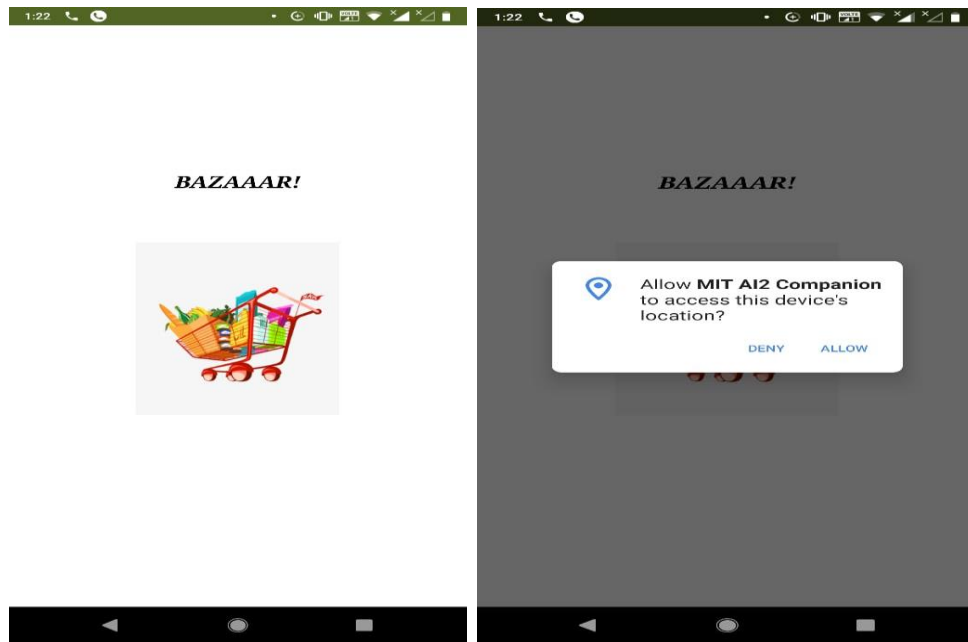 1:22
BAZAAAR!
1:22
BAZAAAR!
Allow MIT AI2 Companion
to access this device's
location?
DENY ALLOW